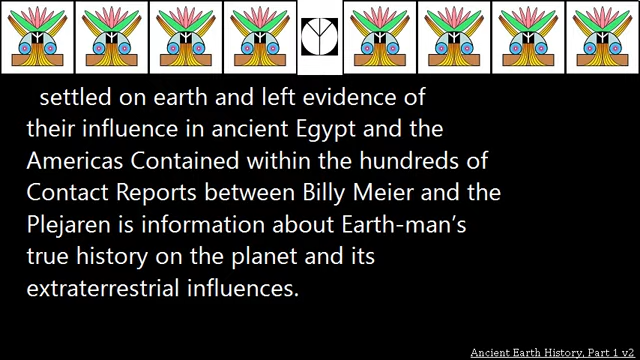 settled on earth and left evidence of
their influence in ancient Egypt and the
Americas Contained within the hundreds of
Contact Reports between Billy Meier and the
Plejaren is information about Earth-man’s
true history on the planet and its
extraterrestrial influences.
Ancient Earth History, Part 1 v2